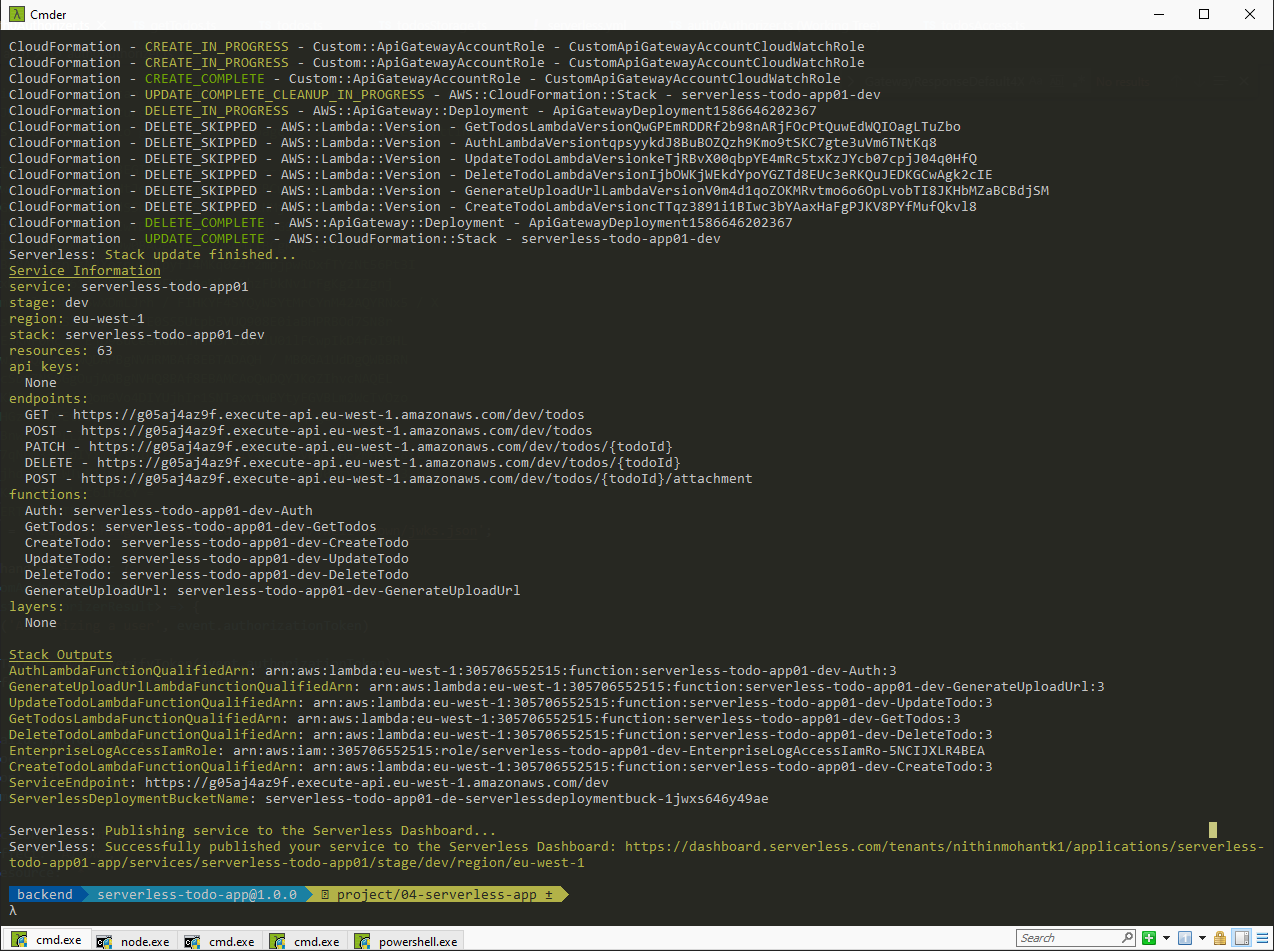 Cmder
CloudFormation - CREATE_IN_PROGRESS - Custom::ApiGatewayAccountRole - CustomApiGatewayAccountCloudWatchRole
CloudFormation - CREATE_IN_PROGRESS - Custom::ApiGatewayAccountRole - CustomApiGatewayAccountCloudWatchRole
CloudFormation - CREATE_COMPLETE - Custom::ApiGatewayAccountRole - CustomApiGatewayAccountCloudWatchRole
CloudFormation - UPDATE_COMPLETE_CLEANUP_IN_PROGRESS - AWS::CloudFormation::Stack - serverless-todo-app01-dev
CloudFormation - DELETE_IN_PROGRESS - AWS::ApiGateway::Deployment - ApiGatewayDeployment1586646202367
CloudFormation - DELETE_SKIPPED - AWS::Lambda::Version - GetTodosLambdaVersionQwGPEmRDDRf2b98nARjFOcPtQuwEdWQIOagLTuZbo
CloudFormation - DELETE_SKIPPED - AWS::Lambda::Version - AuthLambdaVersiontqpsyykdJ8BuBOZQzh9Kmo9tSKC7gte3uVm6TNtKq8
CloudFormation - DELETE_SKIPPED - AWS::Lambda::Version - UpdateTodoLambdaVersionkeTjRBvX00qbpYE4mRc5txKzJYcb07cpjJ04q0HfQ
CloudFormation - DELETE_SKIPPED - AWS::Lambda::Version - DeleteTodoLambdaVersionIjbOWKjWEkdYpoYGZTd8EUc3eRKQuJEDKGCwAgk2cIE
CloudFormation - DELETE_SKIPPED - AWS::Lambda::Version - GenerateUploadUrlLambdaVersionV0m4d1qoZOKMRvtmo6o6OpLvobTI8JKHbMZaBCBdjSM
CloudFormation - DELETE_SKIPPED - AWS::Lambda::Version - CreateTodoLambdaVersioncTTqz3891i1BIwc3bYAaxHaFgPJKV8PYfMufQkvl8
CloudFormation - DELETE_COMPLETE - AWS::ApiGateway::Deployment - ApiGatewayDeployment1586646202367
CloudFormation - UPDATE_COMPLETE - AWS::CloudFormation::Stack - serverless-todo-app01-dev
Serverless: Stack update finished...
Service Information
service: serverless-todo-app01
stage: dev
region: eu-west-1
stack: serverless-todo-app01-dev
resources: 63
api keys:
  None
endpoints:
  GET - https://g05aj4az9f.execute-api.eu-west-1.amazonaws.com/dev/todos
  POST - https://g05aj4az9f.execute-api.eu-west-1.amazonaws.com/dev/todos
  PATCH - https://g05aj4az9f.execute-api.eu-west-1.amazonaws.com/dev/todos/{todoId}
  DELETE - https://g05aj4az9f.execute-api.eu-west-1.amazonaws.com/dev/todos/{todoId}
  POST - https://g05aj4az9f.execute-api.eu-west-1.amazonaws.com/dev/todos/{todoId}/attachment
functions:
  Auth: serverless-todo-app01-dev-Auth
  GetTodos: serverless-todo-app01-dev-GetTodos
  CreateTodo: serverless-todo-app01-dev-CreateTodo
  UpdateTodo: serverless-todo-app01-dev-UpdateTodo
  DeleteTodo: serverless-todo-app01-dev-DeleteTodo
  GenerateUploadUrl: serverless-todo-app01-dev-GenerateUploadUrl
layers:
  None
Stack Outputs
AuthLambdaFunctionQualifiedArn: arn:aws:lambda:eu-west-1:305706552515:function:serverless-todo-app01-dev-Auth:3
GenerateUploadUrlLambdaFunctionQualifiedArn: arn:aws:lambda:eu-west-1:305706552515:function:serverless-todo-app01-dev-GenerateUploadUrl:3
UpdateTodoLambdaFunctionQualifiedArn: arn:aws:lambda:eu-west-1:305706552515:function:serverless-todo-app01-dev-UpdateTodo:3
GetTodosLambdaFunctionQualifiedArn: arn:aws:lambda:eu-west-1:305706552515:function:serverless-todo-app01-dev-GetTodos:3
DeleteTodoLambdaFunctionQualifiedArn: arn:aws:lambda:eu-west-1:305706552515:function:serverless-todo-app01-dev-DeleteTodo:3
EnterpriseLogAccessIamRole: arn:aws:iam::305706552515:role/serverless-todo-app01-dev-EnterpriseLogAccessIamRo-5NCIJXLR4BEA
CreateTodoLambdaFunctionQualifiedArn: arn:aws:lambda:eu-west-1:305706552515:function:serverless-todo-app01-dev-CreateTodo:3
ServiceEndpoint: https://g05aj4az9f.execute-api.eu-west-1.amazonaws.com/dev
ServerlessDeploymentBucketName: serverless-todo-app01-de-serverlessdeploymentbuck-1jwxs646y49ae
Serverless: Publishing service to the Serverless Dashboard...
Serverless: Successfully published your service to the Serverless Dashboard: https://dashboard.serverless.com/tenants/nithinmohantk1/applications/serverless-
todo-app01-app/services/serverless-todo-app01/stage/dev/region/eu-west-1
backend serverless-todo-app@1.0.0 project/04-serverless-app ±
λ
cmd.exe node.exe cmd.exe cmd.exe powershell.exe Search